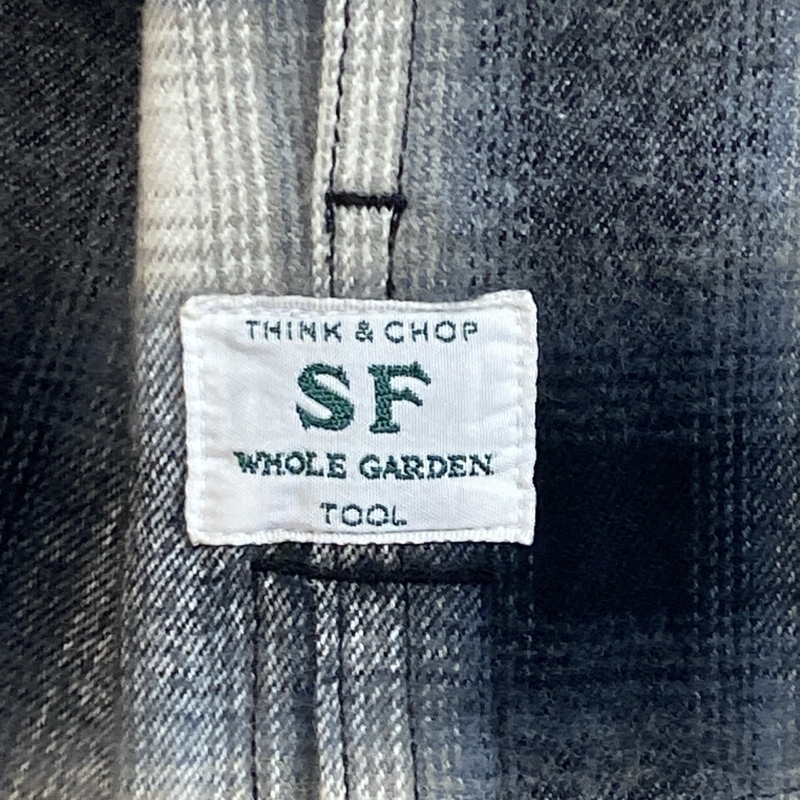 THINK & CHOP
SF
WHOLE GARDEN
TOOL